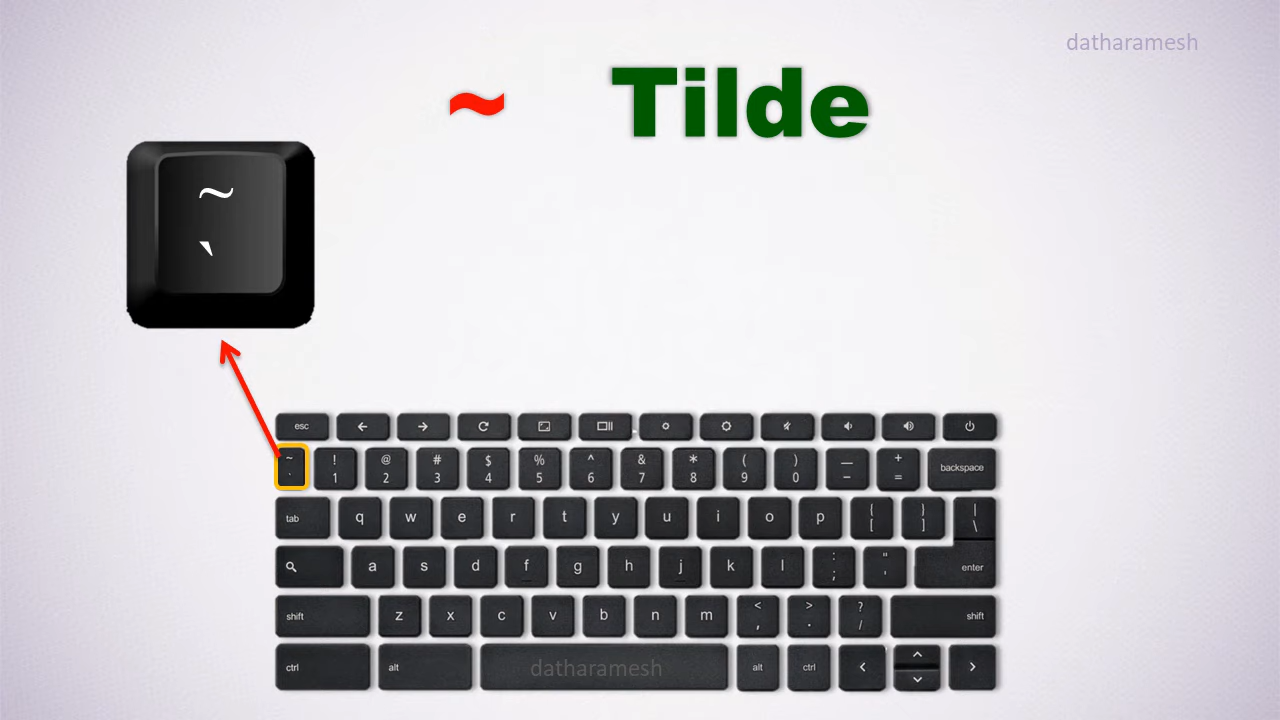 datharamesh
~ Tilde
~
`
esc
~ ! @ # $ % ^ & * ( ) — +
` 1 2 3 4 5 6 7 8 9 0 - = backspace
tab q w e r t y u i o p { } |
[ ] \
a s d f g h j k l : " enter
; '
shift z x c v b n m < > ? shift
, . /
ctrl alt datharamesh alt ctrl